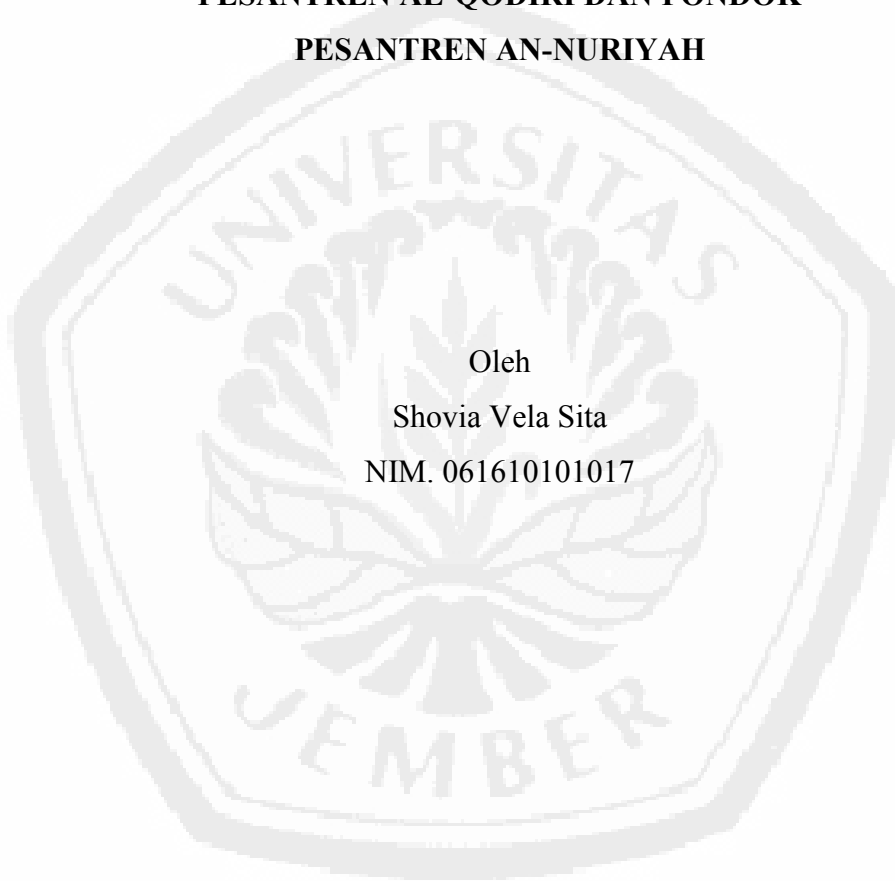 PESANTREN AL-QODIRI DAN PONDOK
PESANTREN AN-NURIYAH
UNIVERSITAS
Oleh
Shovia Vela Sita
NIM. 061610101017
JEMBER